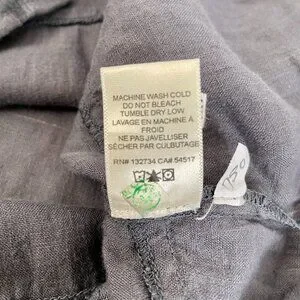 MACHINE WASH COLD
DO NOT BLEACH
TUMBLE DRY LOW
LAVAGE EN MACHINE À
FROID
NE PAS JAVELLISER
SÉCHER PAR CULBUTAGE
RN# 132734 CA# 54517